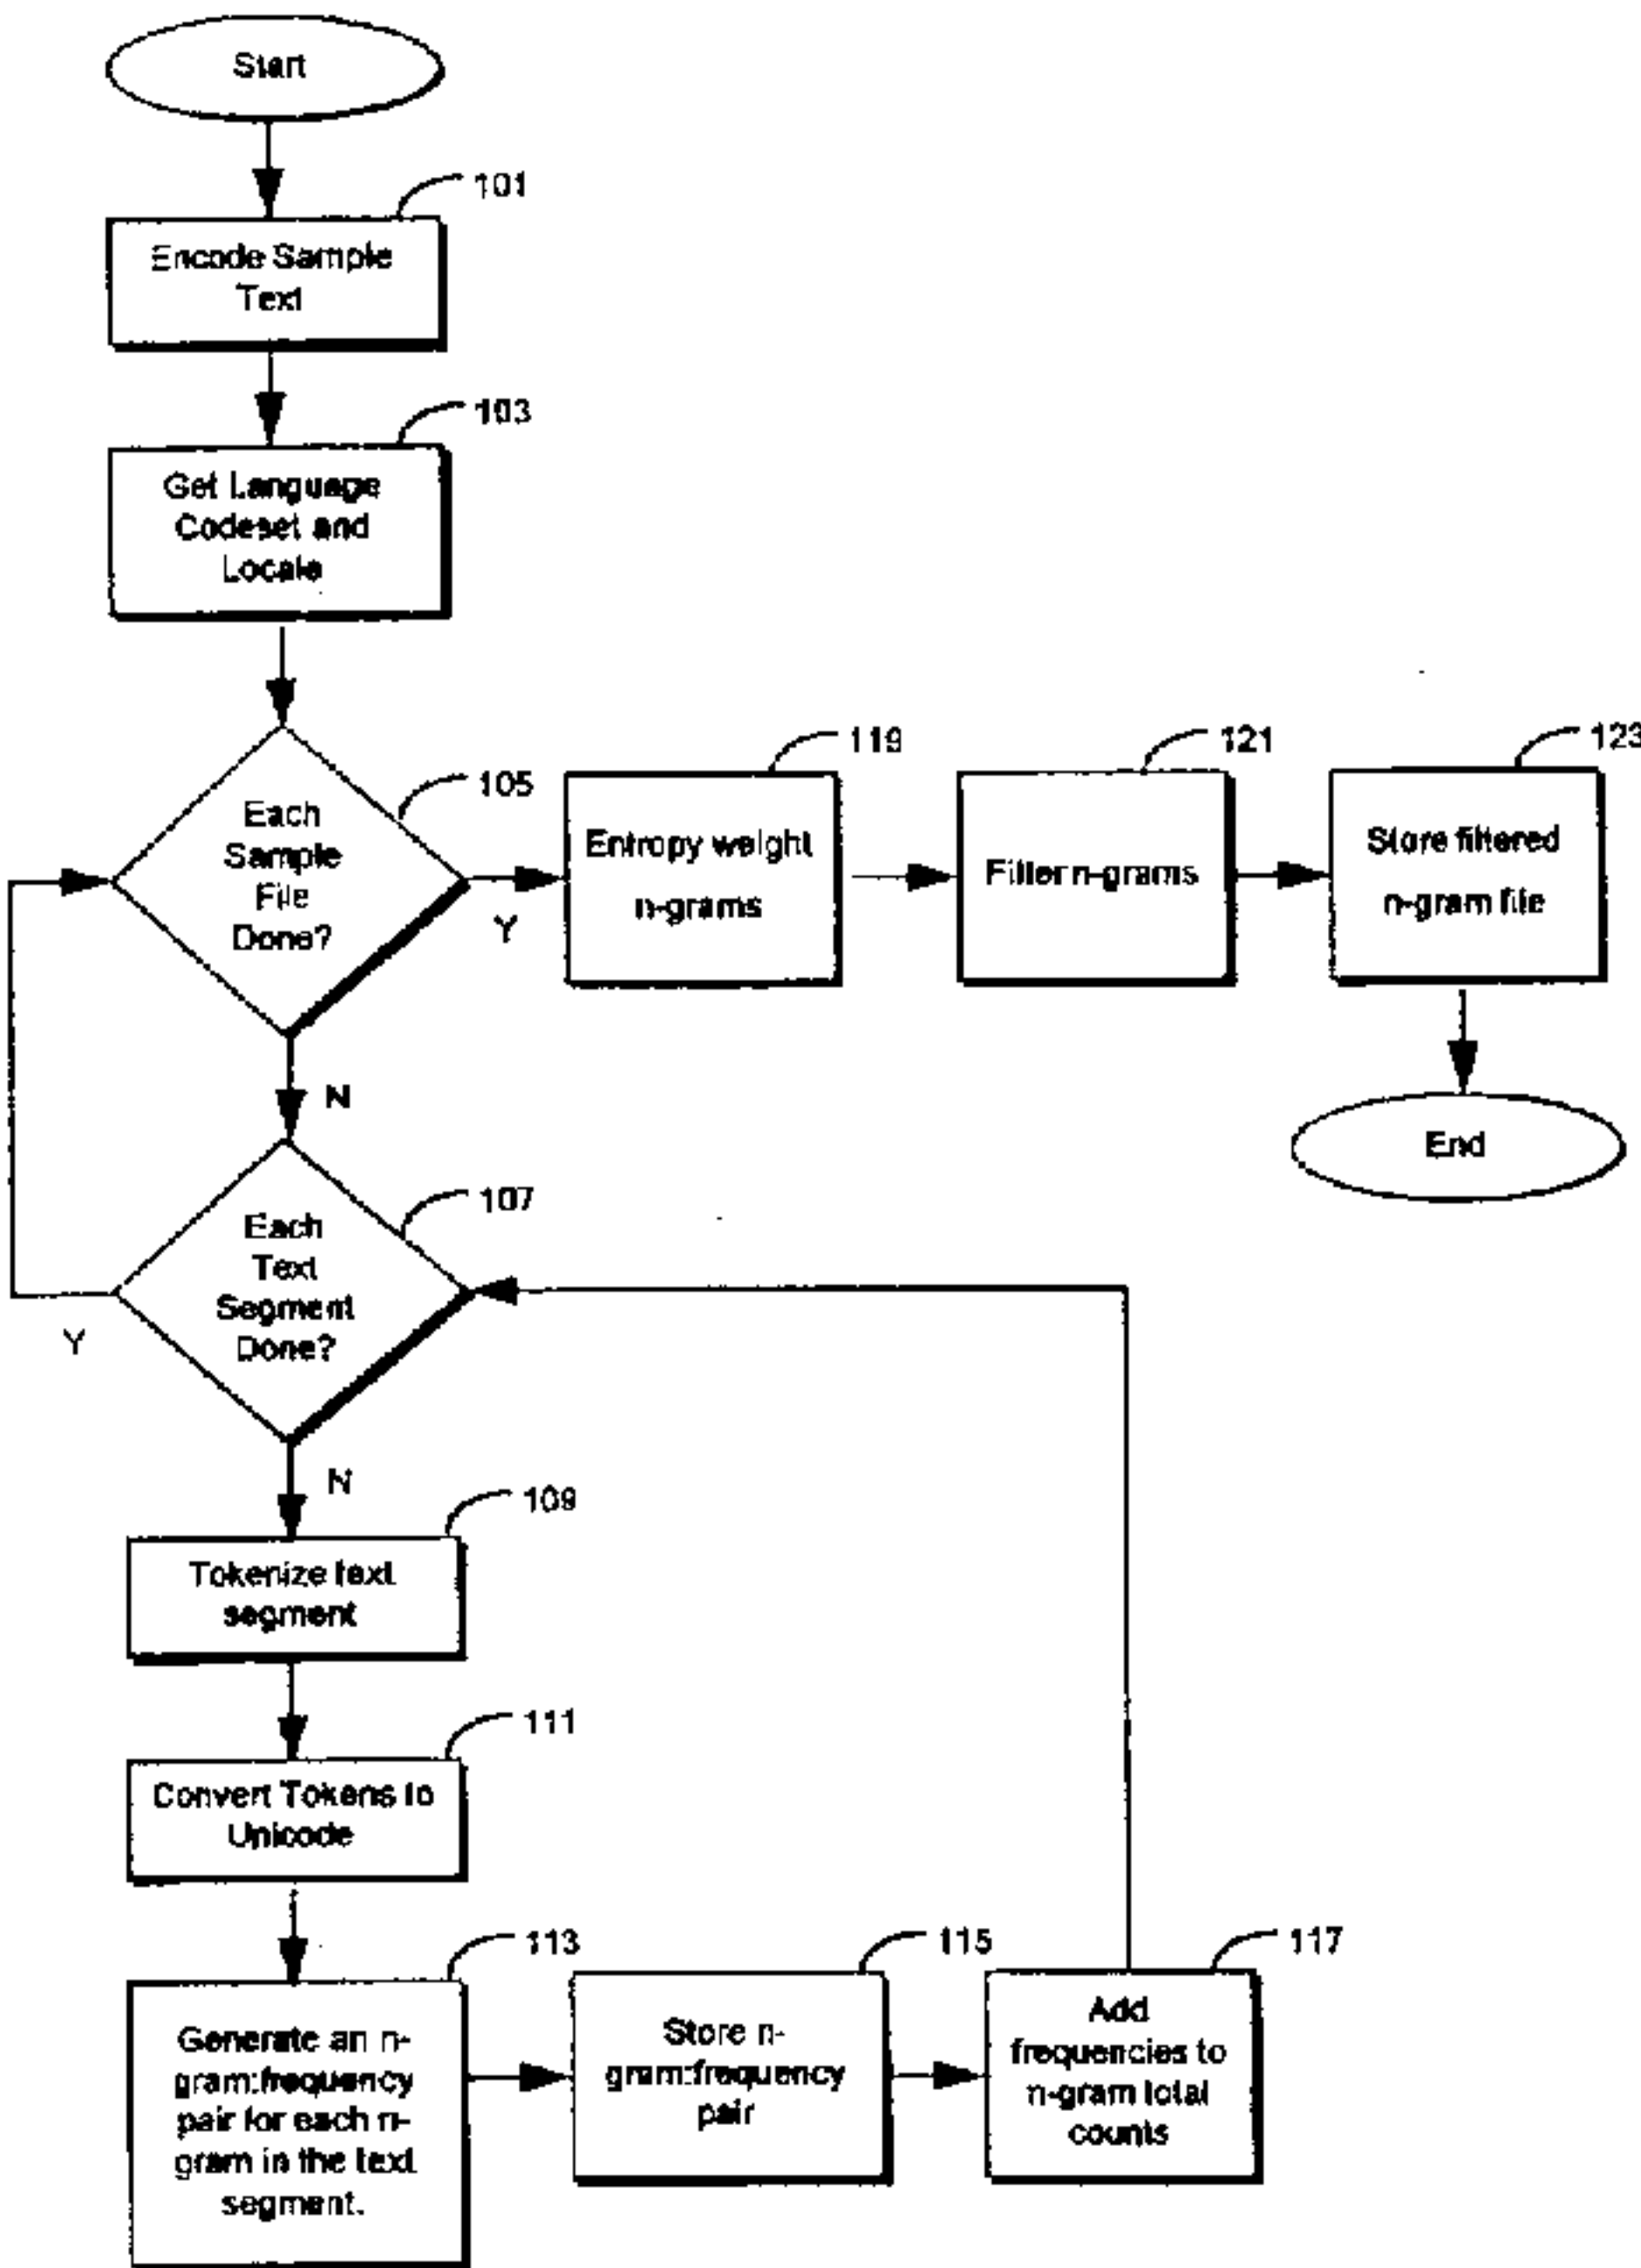 Start
101
Encode Sample
Text
103
Get Language
Codeset and
Locale
105
Each
Sample
File
Done?
Y
N
119
Entropy weight
n-grams
121
Filter n-grams
123
Store filtered
n-gram file
End
107
Each
Text
Segment
Done?
Y
N
109
Tokenize text
segment
111
Convert Tokens to
Unicode
113
Generate an n-
gram:frequency
pair for each n-
gram in the text
segment.
115
Store n-
gram:frequency
pair
117
Add
frequencies to
n-gram total
counts